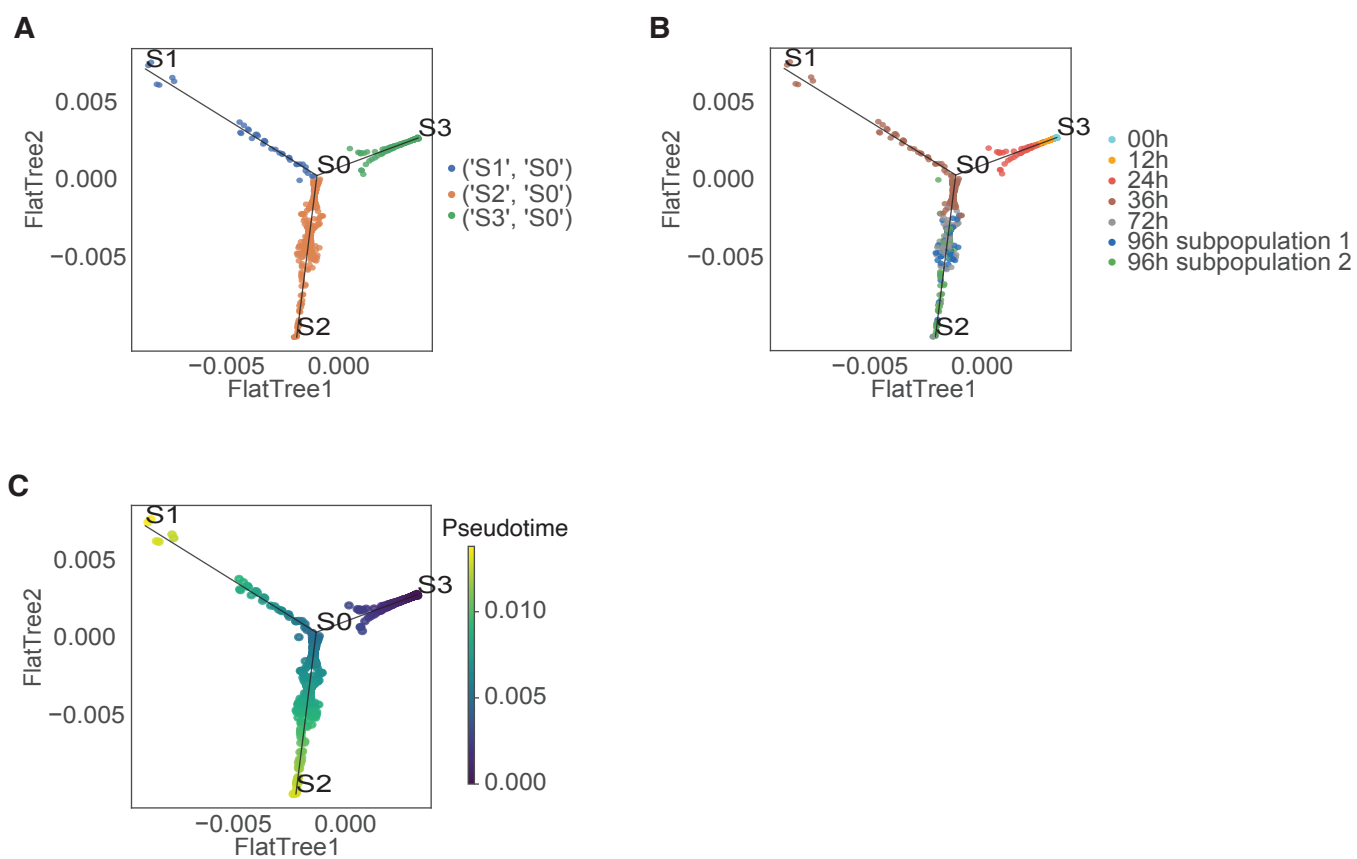 A
FlatTree2
0.005
0.000
−0.005
S1
S3
S0
S2
−0.005
0.000
FlatTree1
('S1', 'S0')
('S2', 'S0')
('S3', 'S0')
B
FlatTree2
0.005
0.000
−0.005
S1
S3
S0
S2
−0.005
0.000
FlatTree1
00h
12h
24h
36h
72h
96h subpopulation 1
96h subpopulation 2
C
FlatTree2
0.005
0.000
−0.005
S1
S3
S0
S2
−0.005
0.000
FlatTree1
Pseudotime
0.010
0.005
0.000